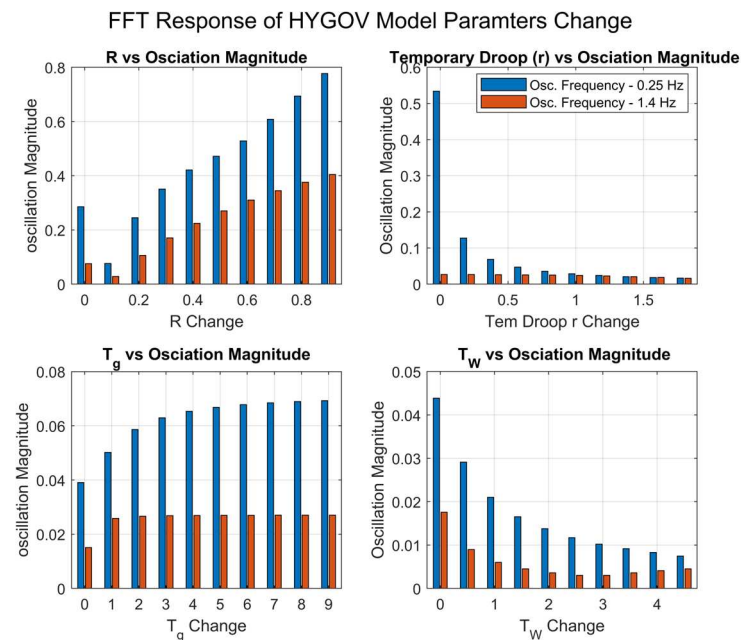 FFT Response of HYGOV Model Paramters Change
R vs Osciation Magnitude
oscillation Magnitude
0.8
0.6
0.4
0.2
0
0 0.2 0.4 0.6 0.8
R Change
Temporary Droop (r) vs Osciation Magnitude
Osc. Frequency - 0.25 Hz
Osc. Frequency - 1.4 Hz
Oscillation Magnitude
0.6
0.5
0.4
0.3
0.2
0.1
0
0 0.5 1 1.5
Tem Droop r Change
T_g vs Osciation Magnitude
oscillation Magnitude
0.08
0.06
0.04
0.02
0
0 1 2 3 4 5 6 7 8 9
T_g Change
T_W vs Osciation Magnitude
Oscillation Magnitude
0.05
0.04
0.03
0.02
0.01
0
0 1 2 3 4
T_W Change